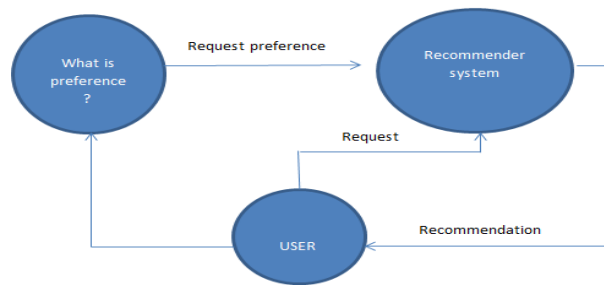 What is
preference
?
Request preference
Recommender
system
Request
USER
Recommendation